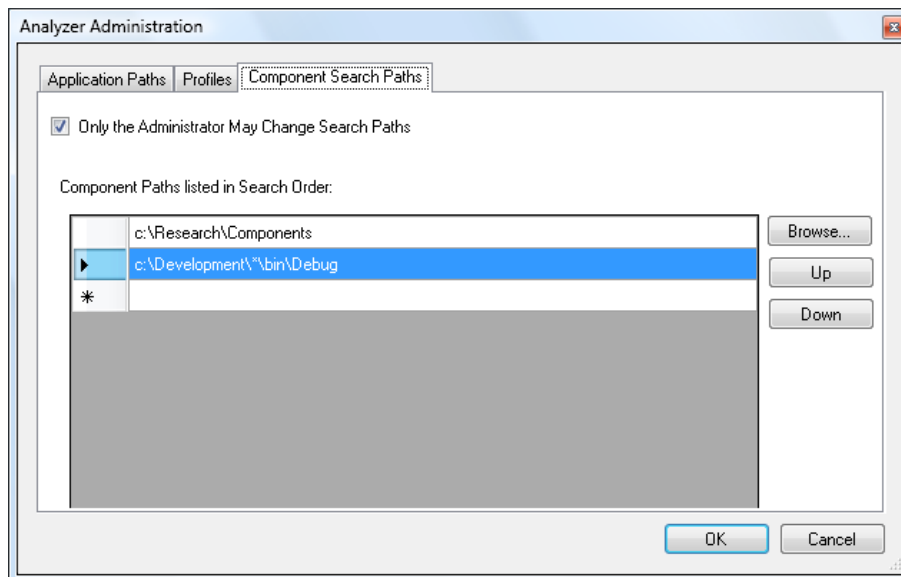 Analyzer Administration
Application Paths Profiles Component Search Paths
Only the Administrator May Change Search Paths
Component Paths listed in Search Order:
c:\Research\Components
Browse...
c:\Development\*\bin\Debug
Up
Down
OK Cancel